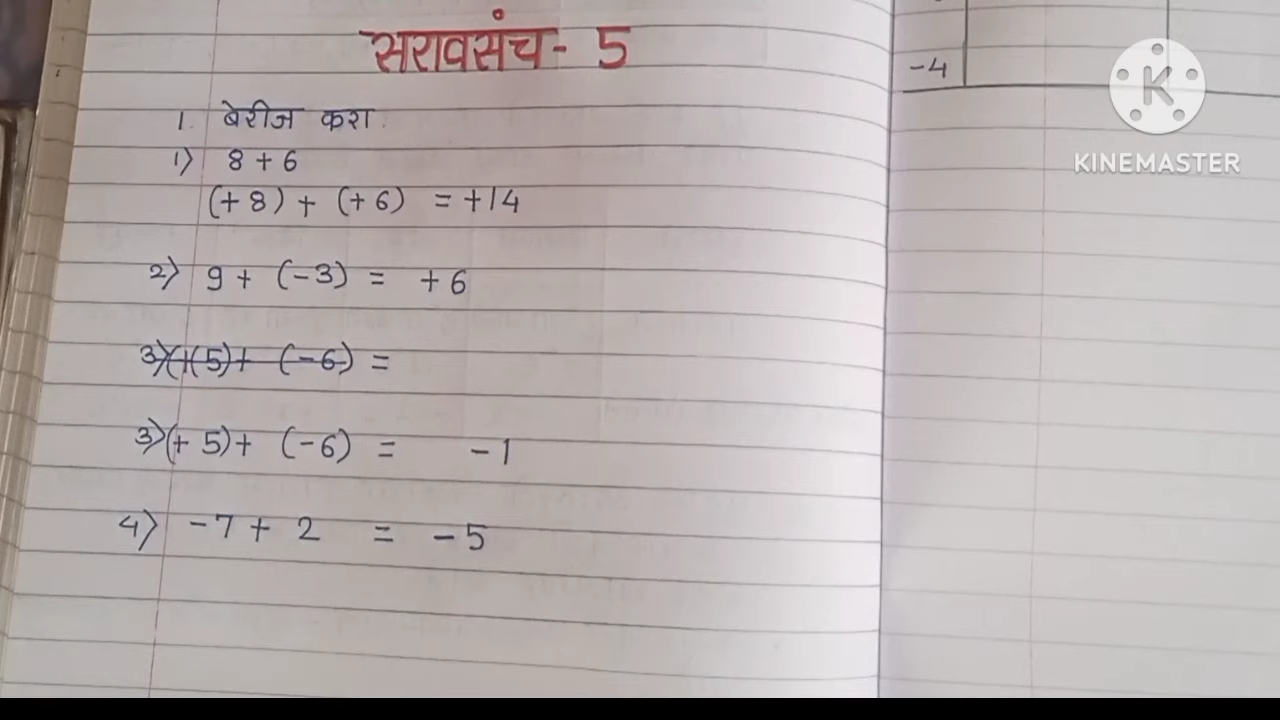 सरावसंच - 5
1. बेरीज करा.
1) 8 + 6
(+ 8) + (+ 6) = +14
2) 9 + (-3) = + 6
3) (+(5) + (-6) =
3) (+ 5) + (-6) = -1
4) -7 + 2 = -5
-4
KINEMASTER